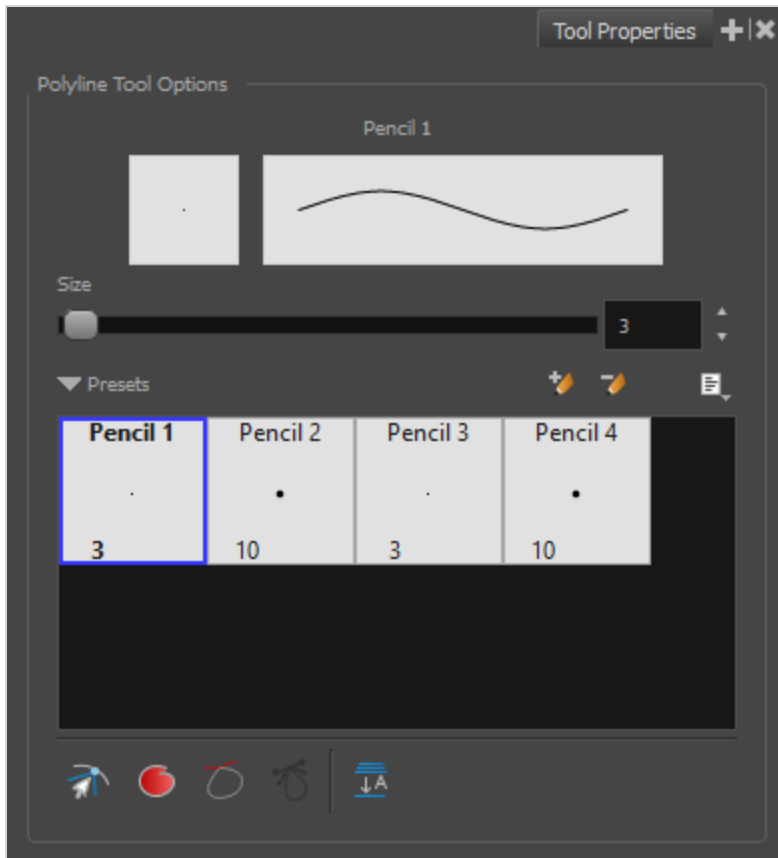 Tool Properties
Polyline Tool Options
Pencil 1
Size
3
Presets
Pencil 1 Pencil 2 Pencil 3 Pencil 4
3 10 3 10
A